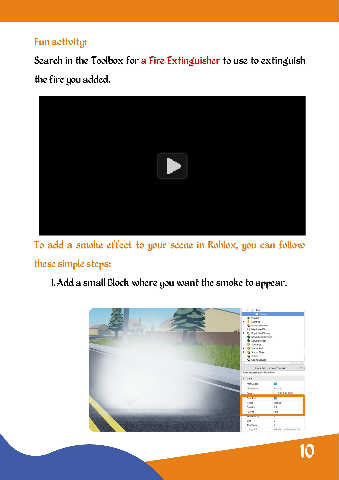 Fun activity:
Search in the Toolbox for a Fire Extinguisher to use to extinguish
the fire you added.
To add a smoke effect to your scene in Roblox, you can follow
these simple steps:
1. Add a small Block where you want the smoke to appear.
10